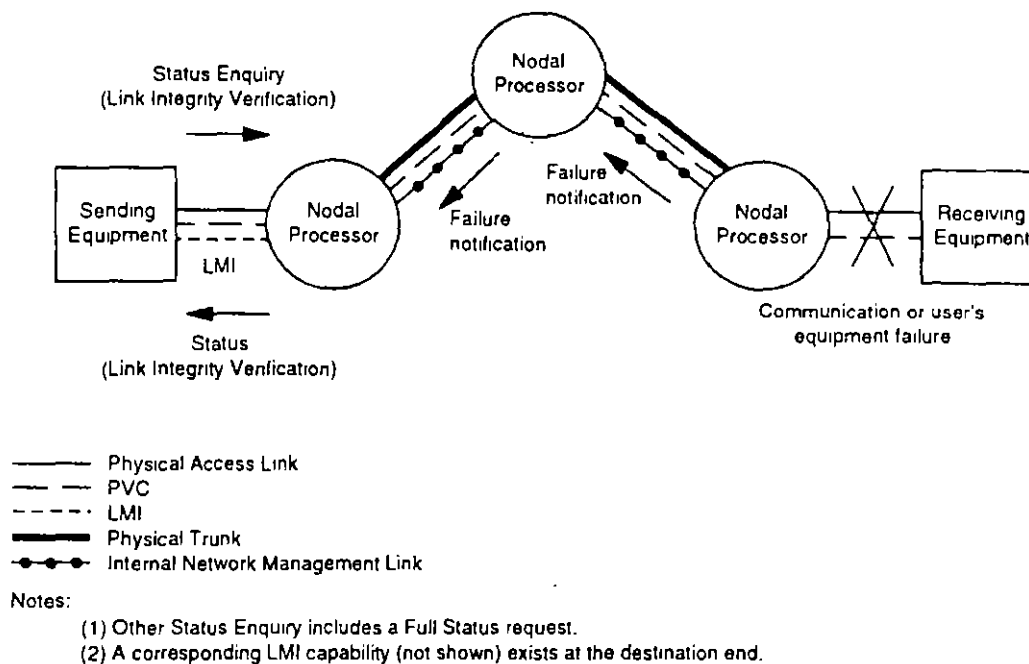 Status Enquiry
(Link Integrity Verification)
Nodal
Processor
Sending
Equipment
LMI
Nodal
Processor
Failure
notification
Failure
notification
Nodal
Processor
Receiving
Equipment
Status
(Link Integrity Verification)
Communication or user's
equipment failure
Physical Access Link
PVC
LMI
Physical Trunk
Internal Network Management Link
Notes:
(1) Other Status Enquiry includes a Full Status request.
(2) A corresponding LMI capability (not shown) exists at the destination end.